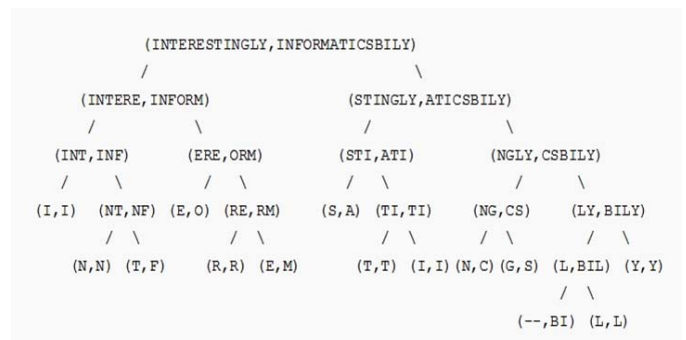 (INTERESTINGLY,INFORMATICSBILY)
/ \
(INTERE,INFORM) (STINGLY,ATICSBILY)
/ \ / \
(INT,INF) (ERE,ORM) (STI,ATI) (NGLY,CSBILY)
/ \ / \ / \ / \
(I,I) (NT,NF) (E,O) (RE,RM) (S,A) (TI,TI) (NG,CS) (LY,BILY)
/ \ / \ / \ / \ / \
(N,N) (T,F) (R,R) (E,M) (T,T) (I,I) (N,C) (G,S) (L,BIL) (Y,Y)
/ \
(--,BI) (L,L)